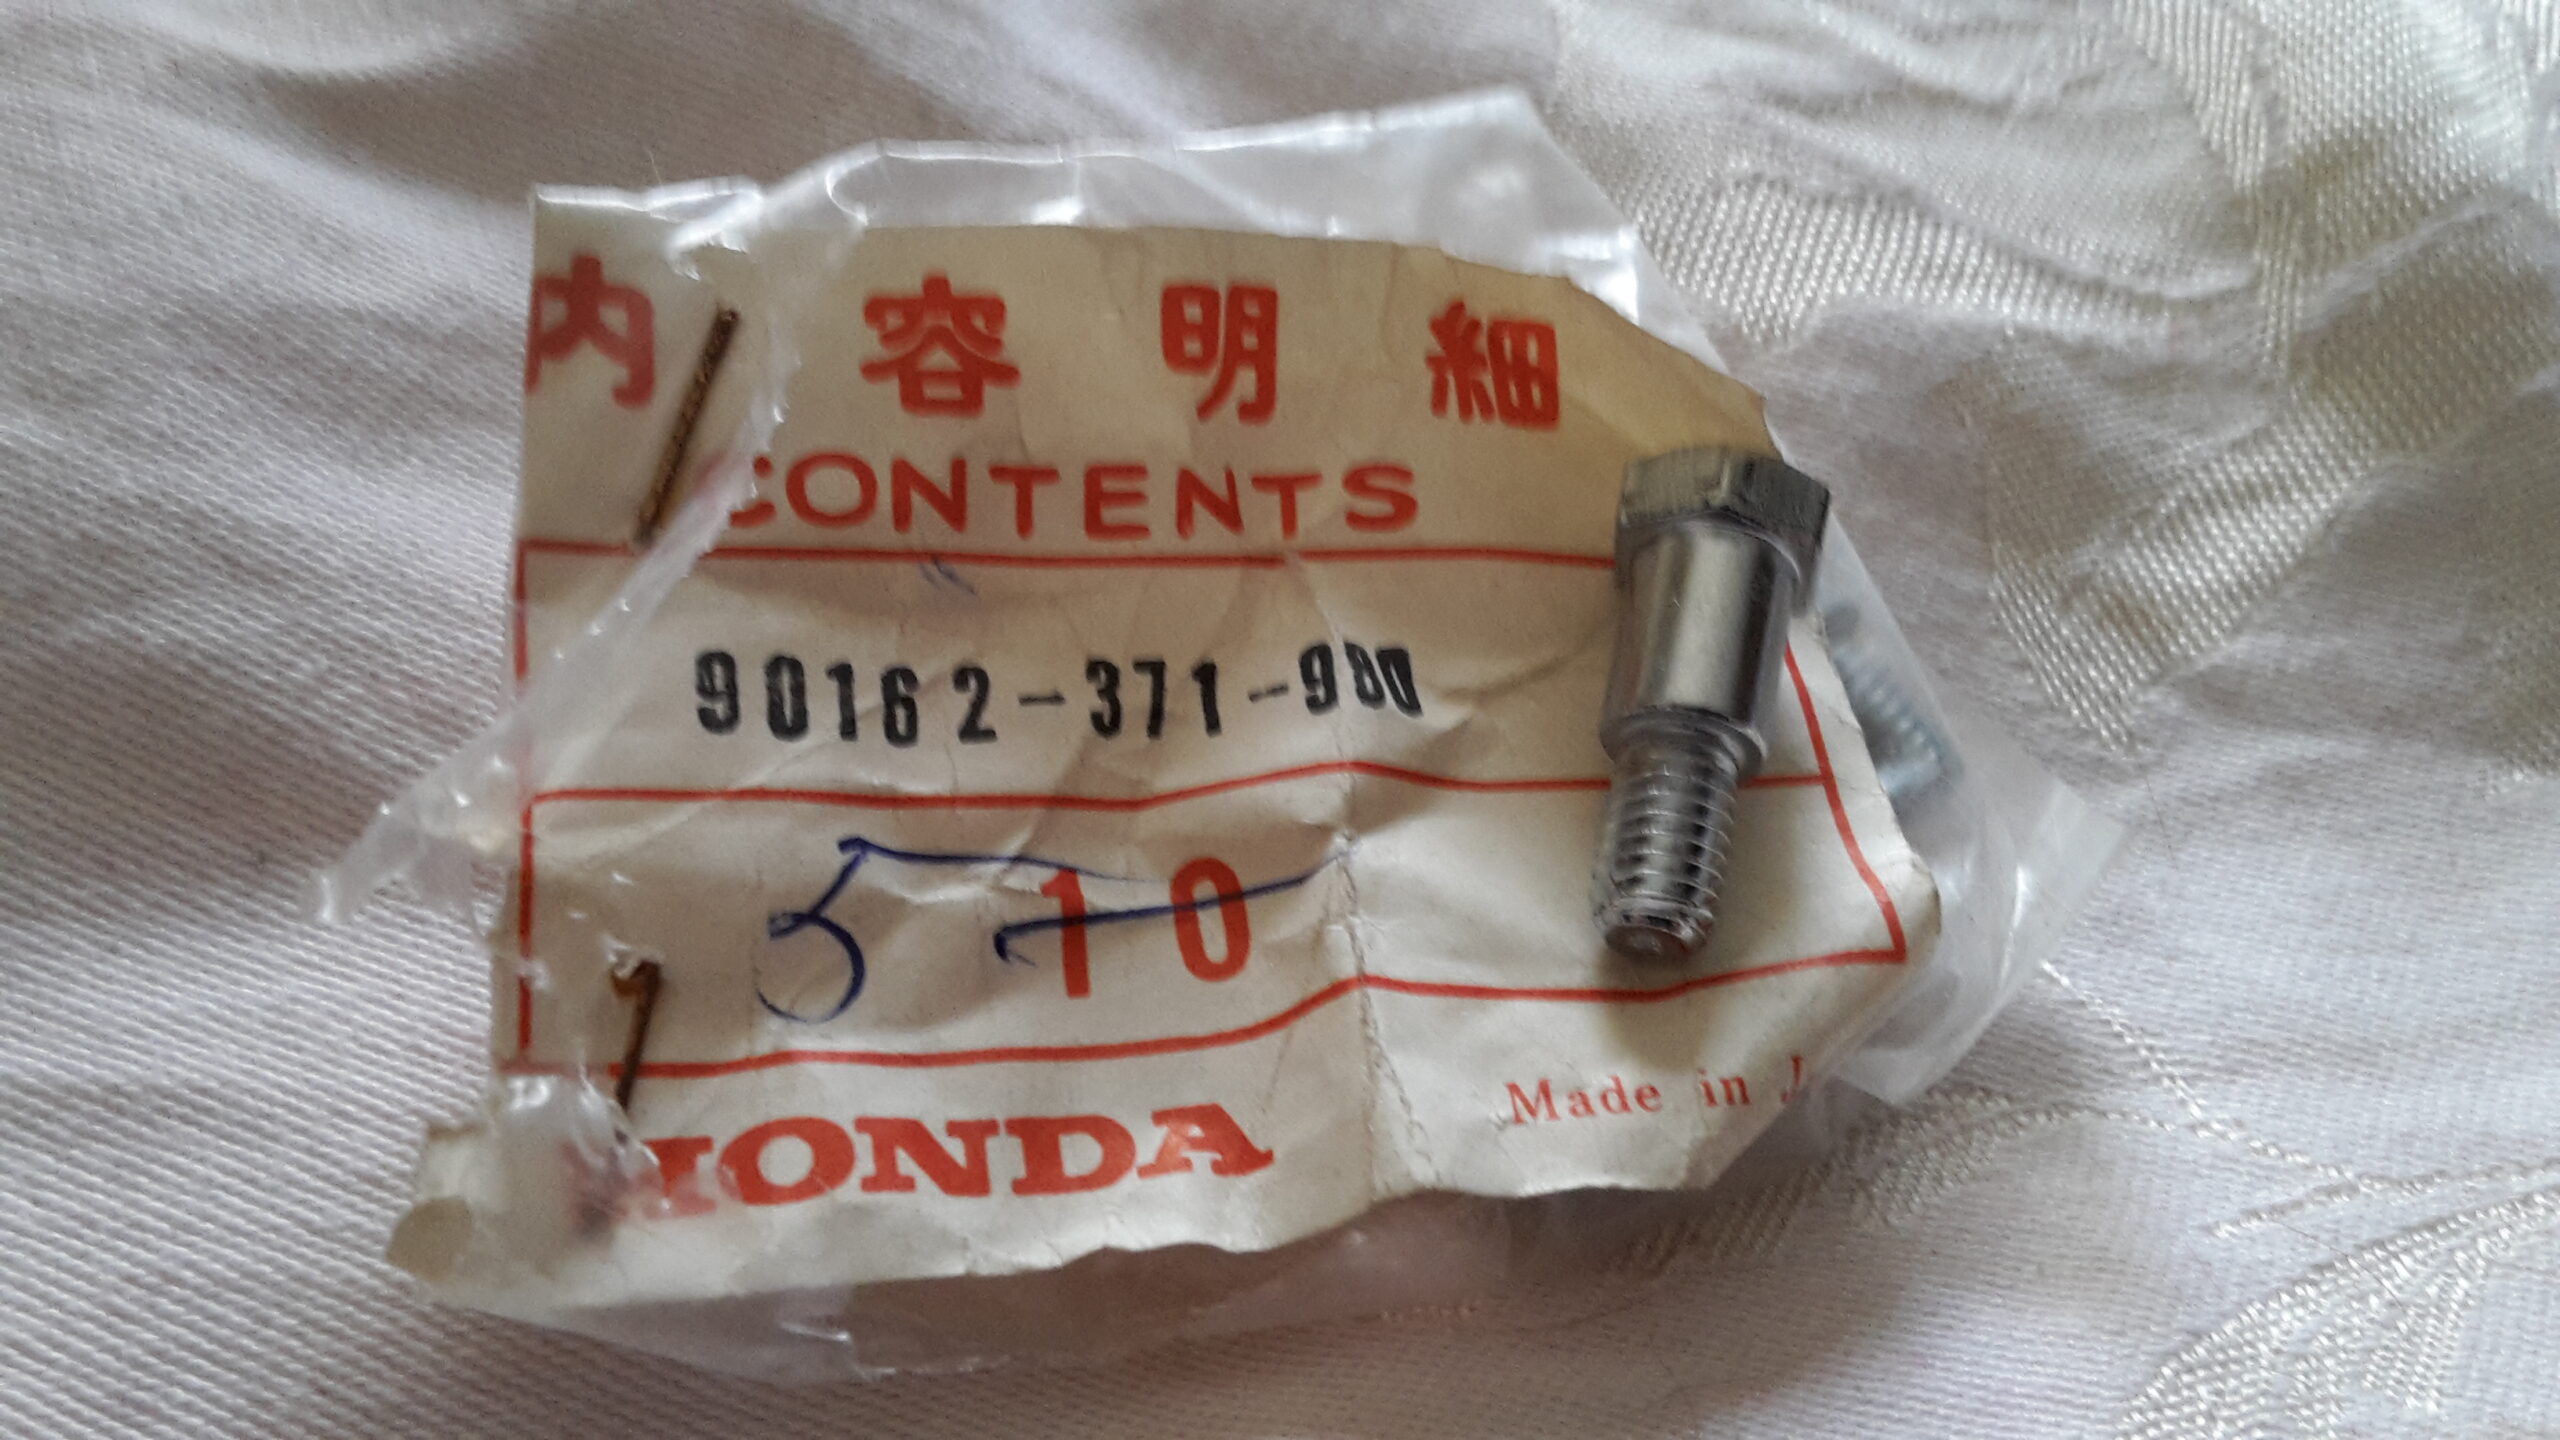 内容明細
CONTENTS
90162-371-980
5 10
HONDA
Made in J